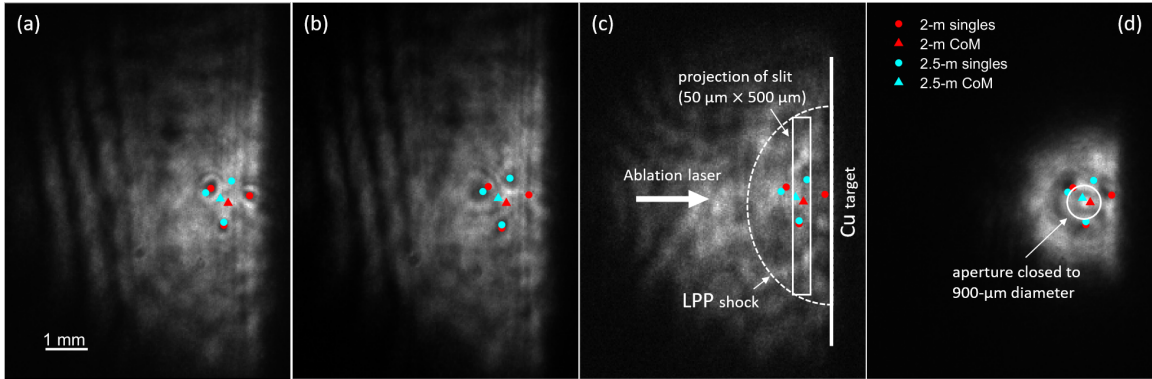 (a)
1 mm
(b)
(c)
projection of slit
(50 μm × 500 μm)
Ablation laser
LPP shock
Cu target
(d)
2-m singles
2-m CoM
2.5-m singles
2.5-m CoM
aperture closed to
900-μm diameter